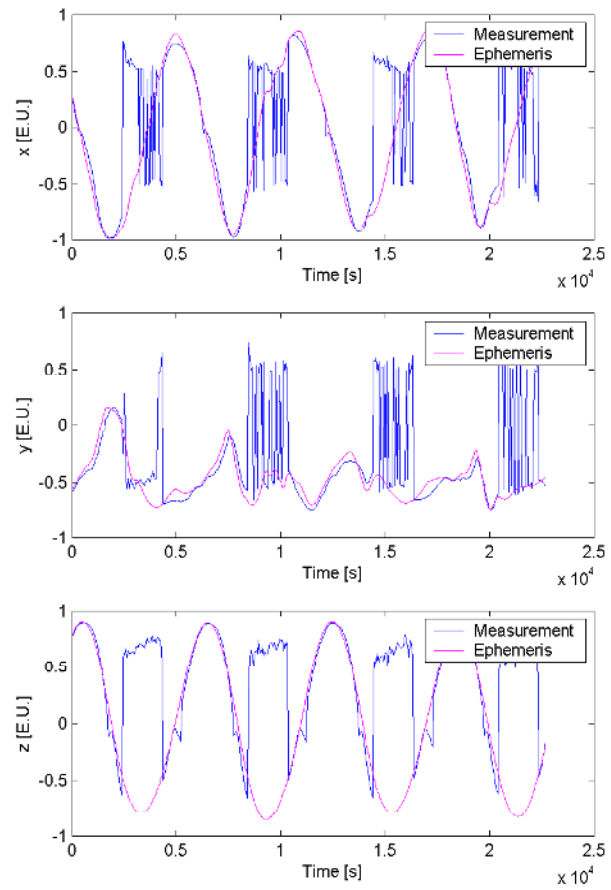 1
0.5
0
-0.5
-1
x [E.U.]
Measurement
Ephemeris
0 0.5 1 1.5 2 2.5
Time [s]
x 10^4
1
0.5
0
-0.5
-1
y [E.U.]
Measurement
Ephemeris
0 0.5 1 1.5 2 2.5
Time [s]
x 10^4
1
0.5
0
-0.5
-1
z [E.U.]
Measurement
Ephemeris
0 0.5 1 1.5 2 2.5
Time [s]
x 10^4